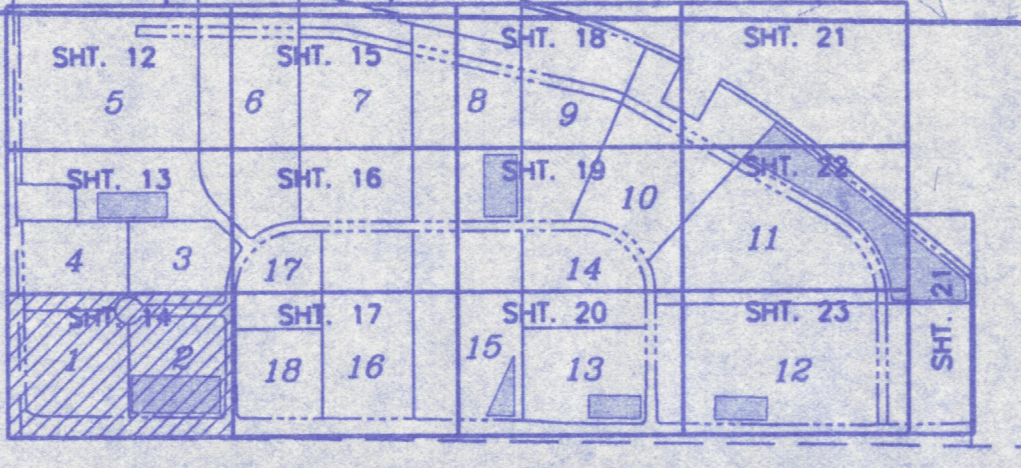 SHT. 12
SHT. 15
SHT. 18
SHT. 21
5
6
7
8
9
SHT. 13
SHT. 16
SHT. 19
SHT. 22
10
11
4
3
17
14
SHT. 21
SHT. 14
SHT. 17
SHT. 20
SHT. 23
1
2
18
16
15
13
12